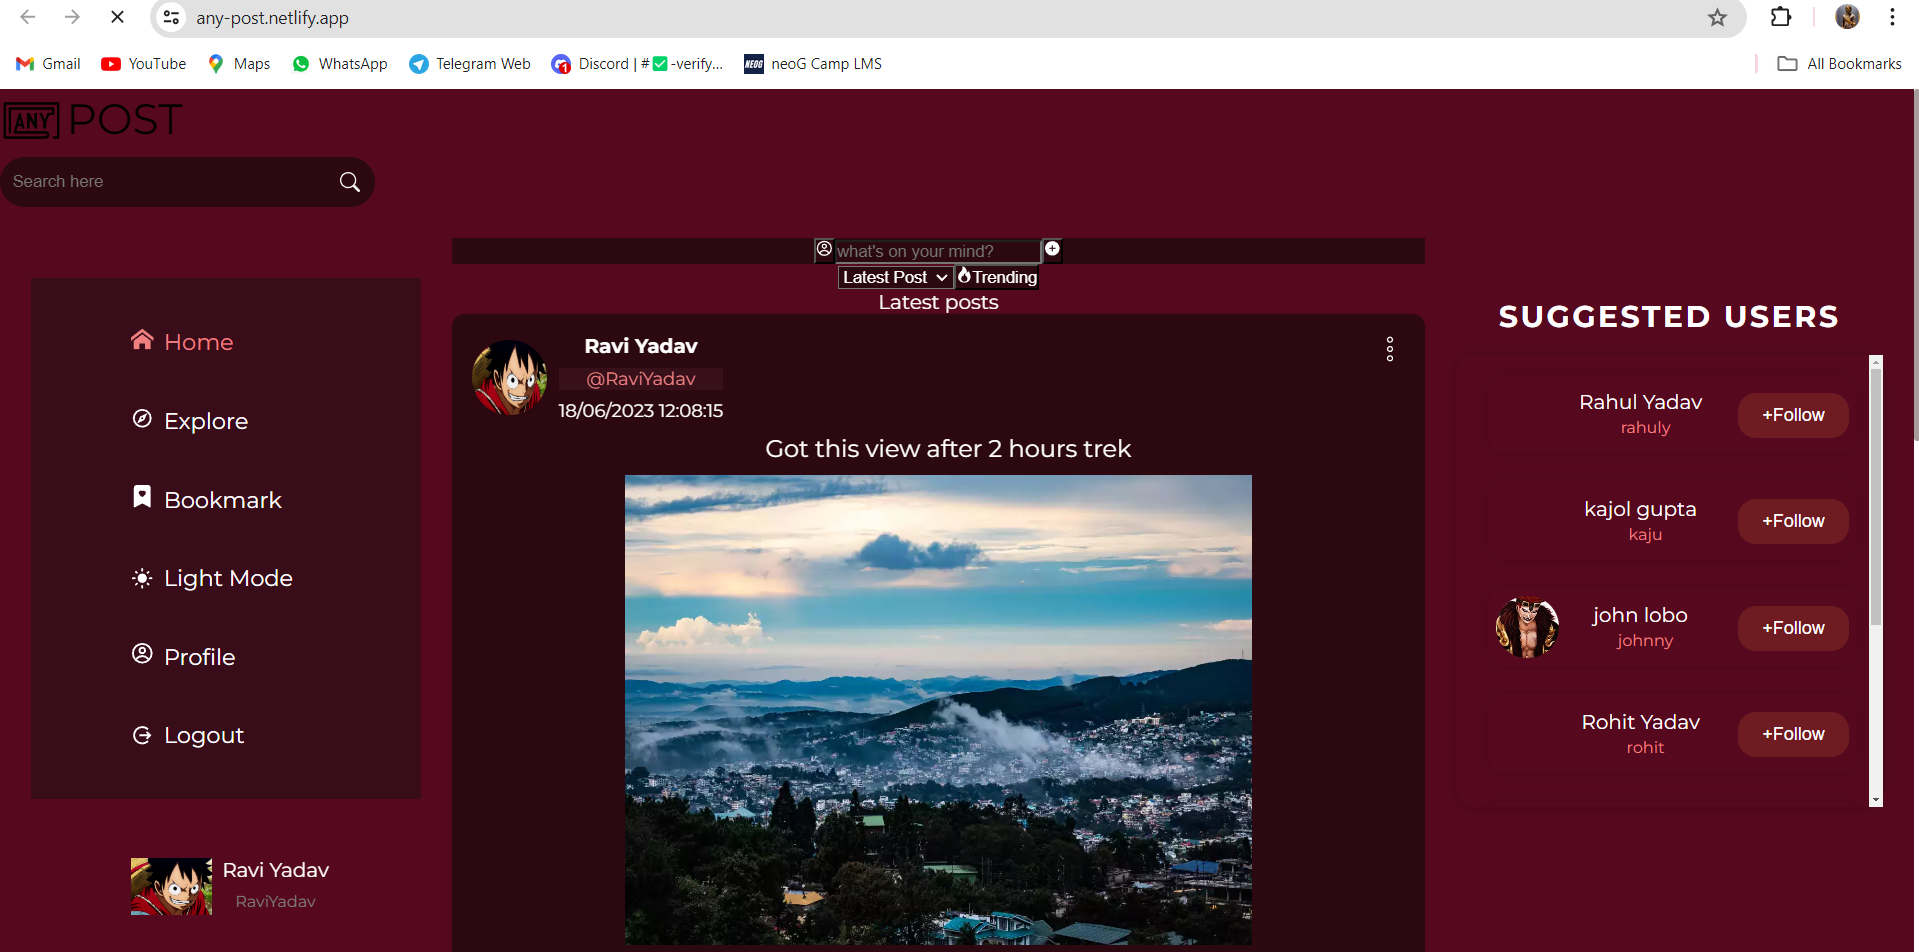 any-post.netlify.app
Gmail
YouTube
Maps
WhatsApp
Telegram Web
Discord | #✅-verify...
NEOG
neoG Camp LMS
All Bookmarks
ANY POST
Search here
what's on your mind?
Latest Post
Trending
Latest posts
Home
Explore
Bookmark
Light Mode
Profile
Logout
Ravi Yadav
RaviYadav
Ravi Yadav
@RaviYadav
18/06/2023 12:08:15
Got this view after 2 hours trek
SUGGESTED USERS
Rahul Yadav
rahuly
+Follow
kajol gupta
kaju
+Follow
john lobo
johnny
+Follow
Rohit Yadav
rohit
+Follow